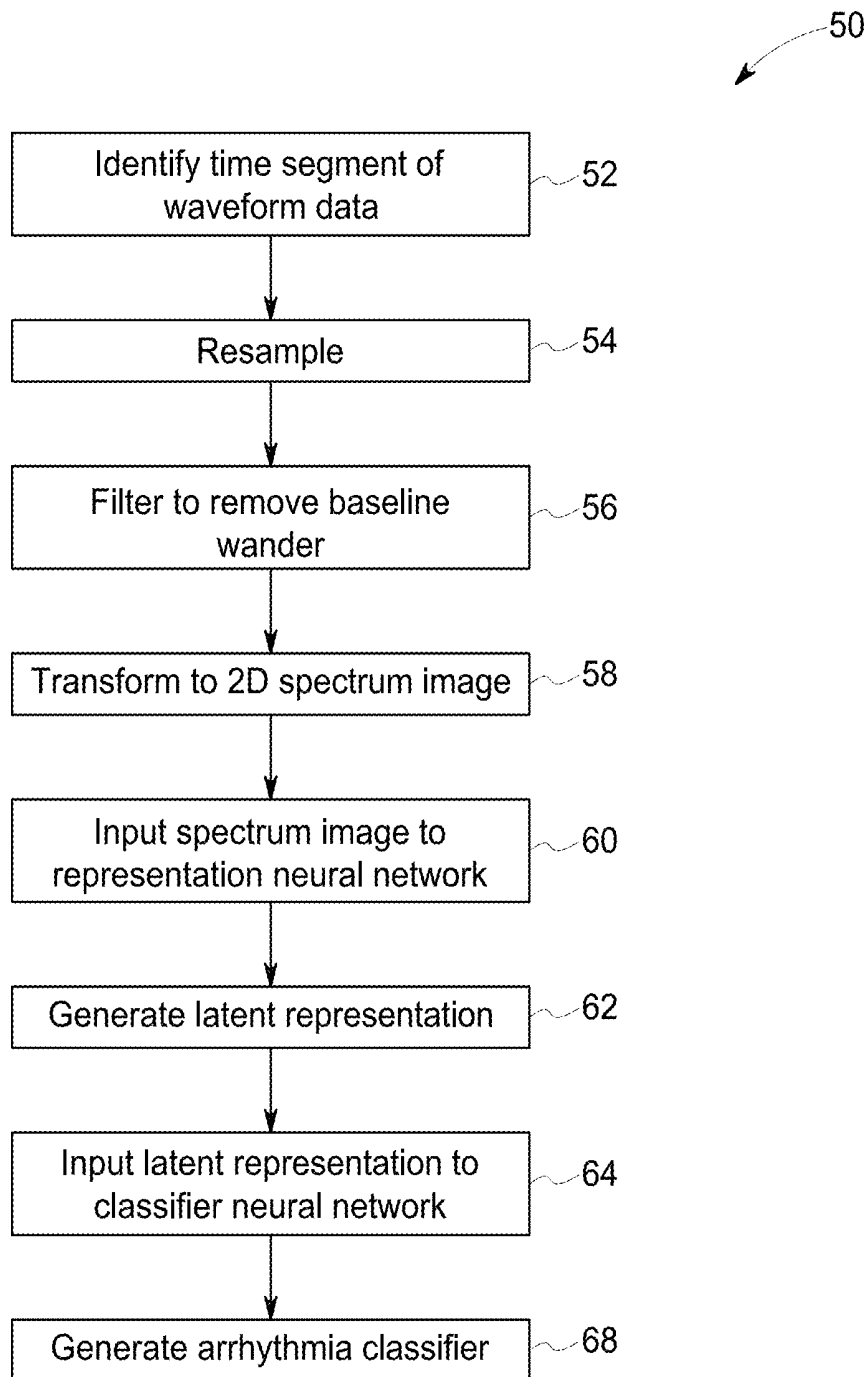 50
Identify time segment of
waveform data
52
Resample
54
Filter to remove baseline
wander
56
Transform to 2D spectrum image
58
Input spectrum image to
representation neural network
60
Generate latent representation
62
Input latent representation to
classifier neural network
64
Generate arrhythmia classifier
68